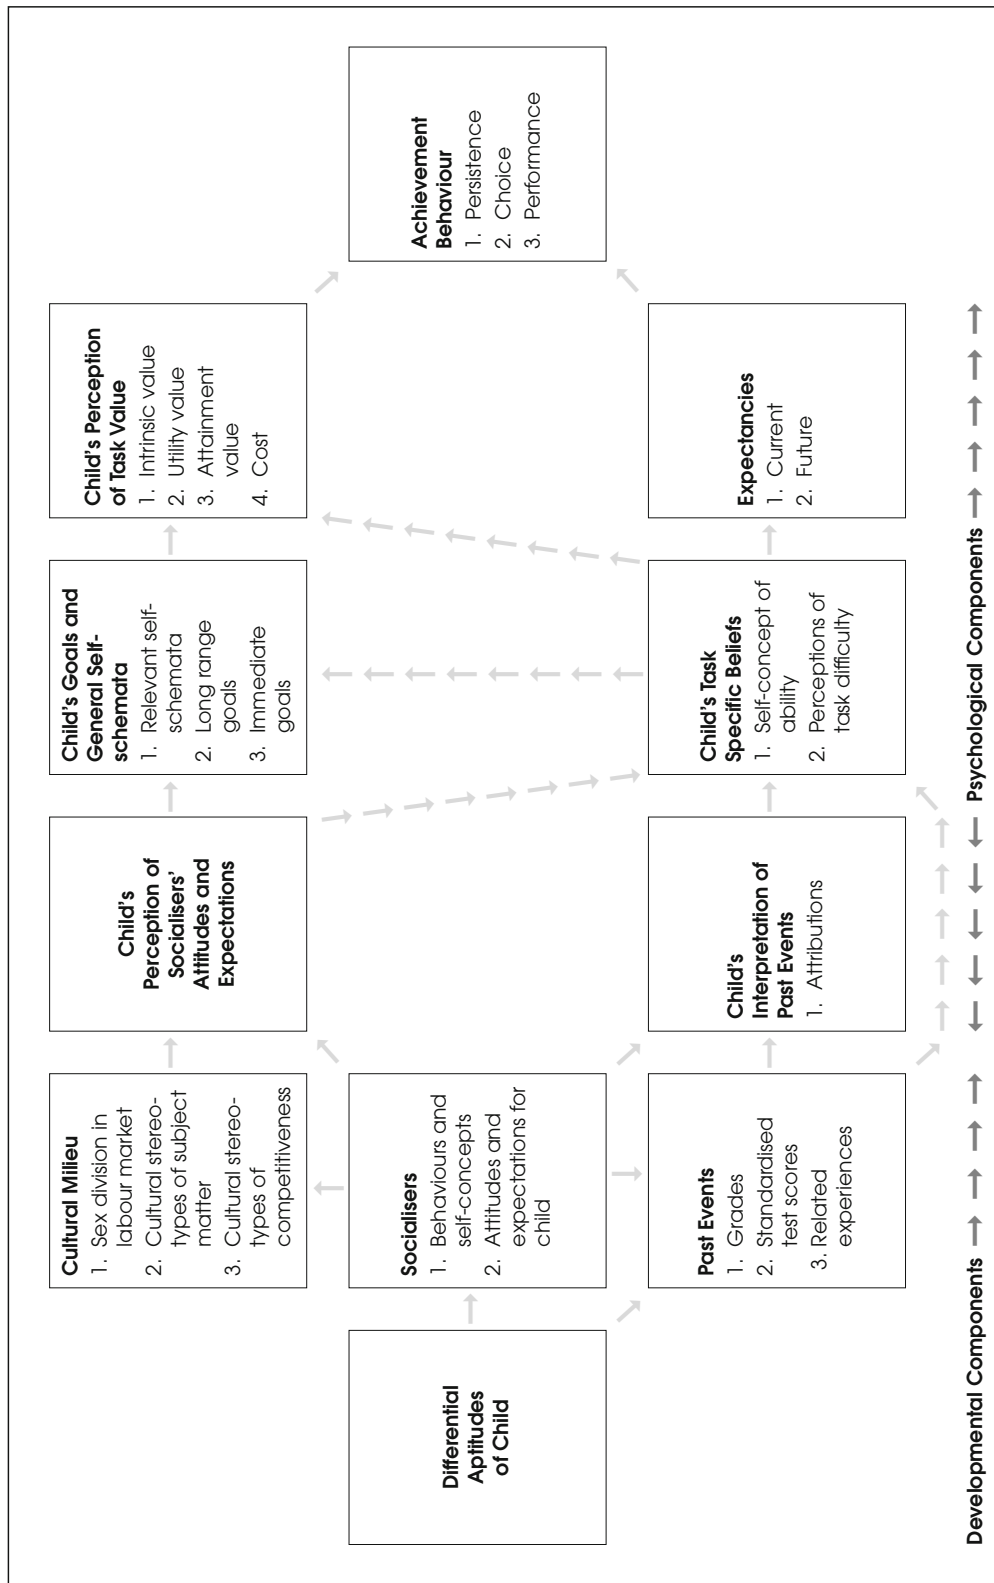 Differential
Aptitudes
of Child
Cultural Milieu
1. Sex division in
labour market
2. Cultural stereo-
types of subject
matter
3. Cultural stereo-
types of
competitiveness
Socialisers
1. Behaviours and
self-concepts
2. Attitudes and
expectations for
child
Past Events
1. Grades
2. Standardised
test scores
3. Related
experiences
Child's
Perception of
Socialisers'
Attitudes and
Expectations
Child's
Interpretation of
Past Events
1. Attributions
Child's Goals and
General Self-
schemata
1. Relevant self-
schemata
2. Long range
goals
3. Immediate
goals
Child's Task
Specific Beliefs
1. Self-concept of
ability
2. Perceptions of
task difficulty
Child's Perception
of Task Value
1. Intrinsic value
2. Utility value
3. Attainment
value
4. Cost
Expectancies
1. Current
2. Future
Achievement
Behaviour
1. Persistence
2. Choice
3. Performance
Developmental Components
Psychological Components